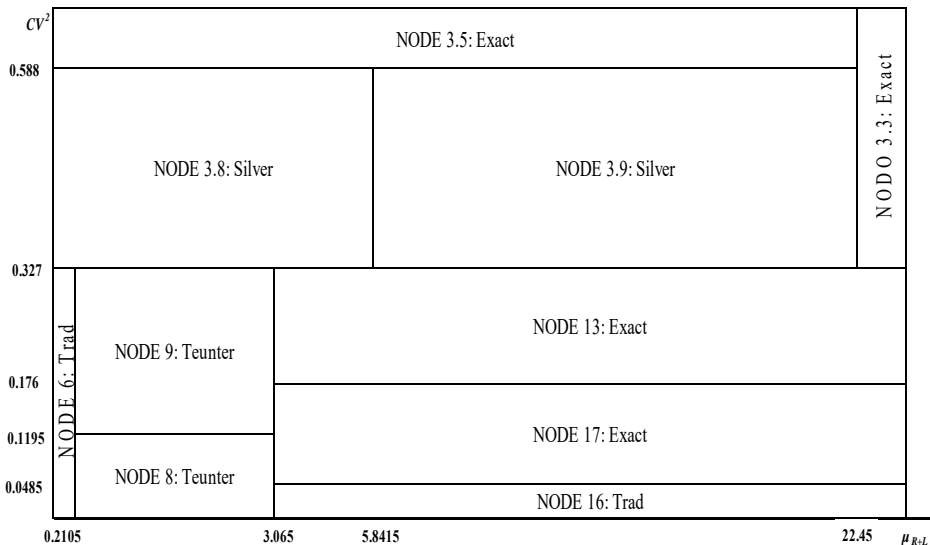 CV²
NODE 3.5: Exact
0.588
NODE 3.8: Silver
NODE 3.9: Silver
NODO 3.3: Exact
0.327
NODE 6: Trad
NODE 9: Teunter
NODE 13: Exact
0.176
0.1195
NODE 17: Exact
NODE 8: Teunter
0.0485
NODE 16: Trad
0.2105 3.065 5.8415 22.45 μ R+L